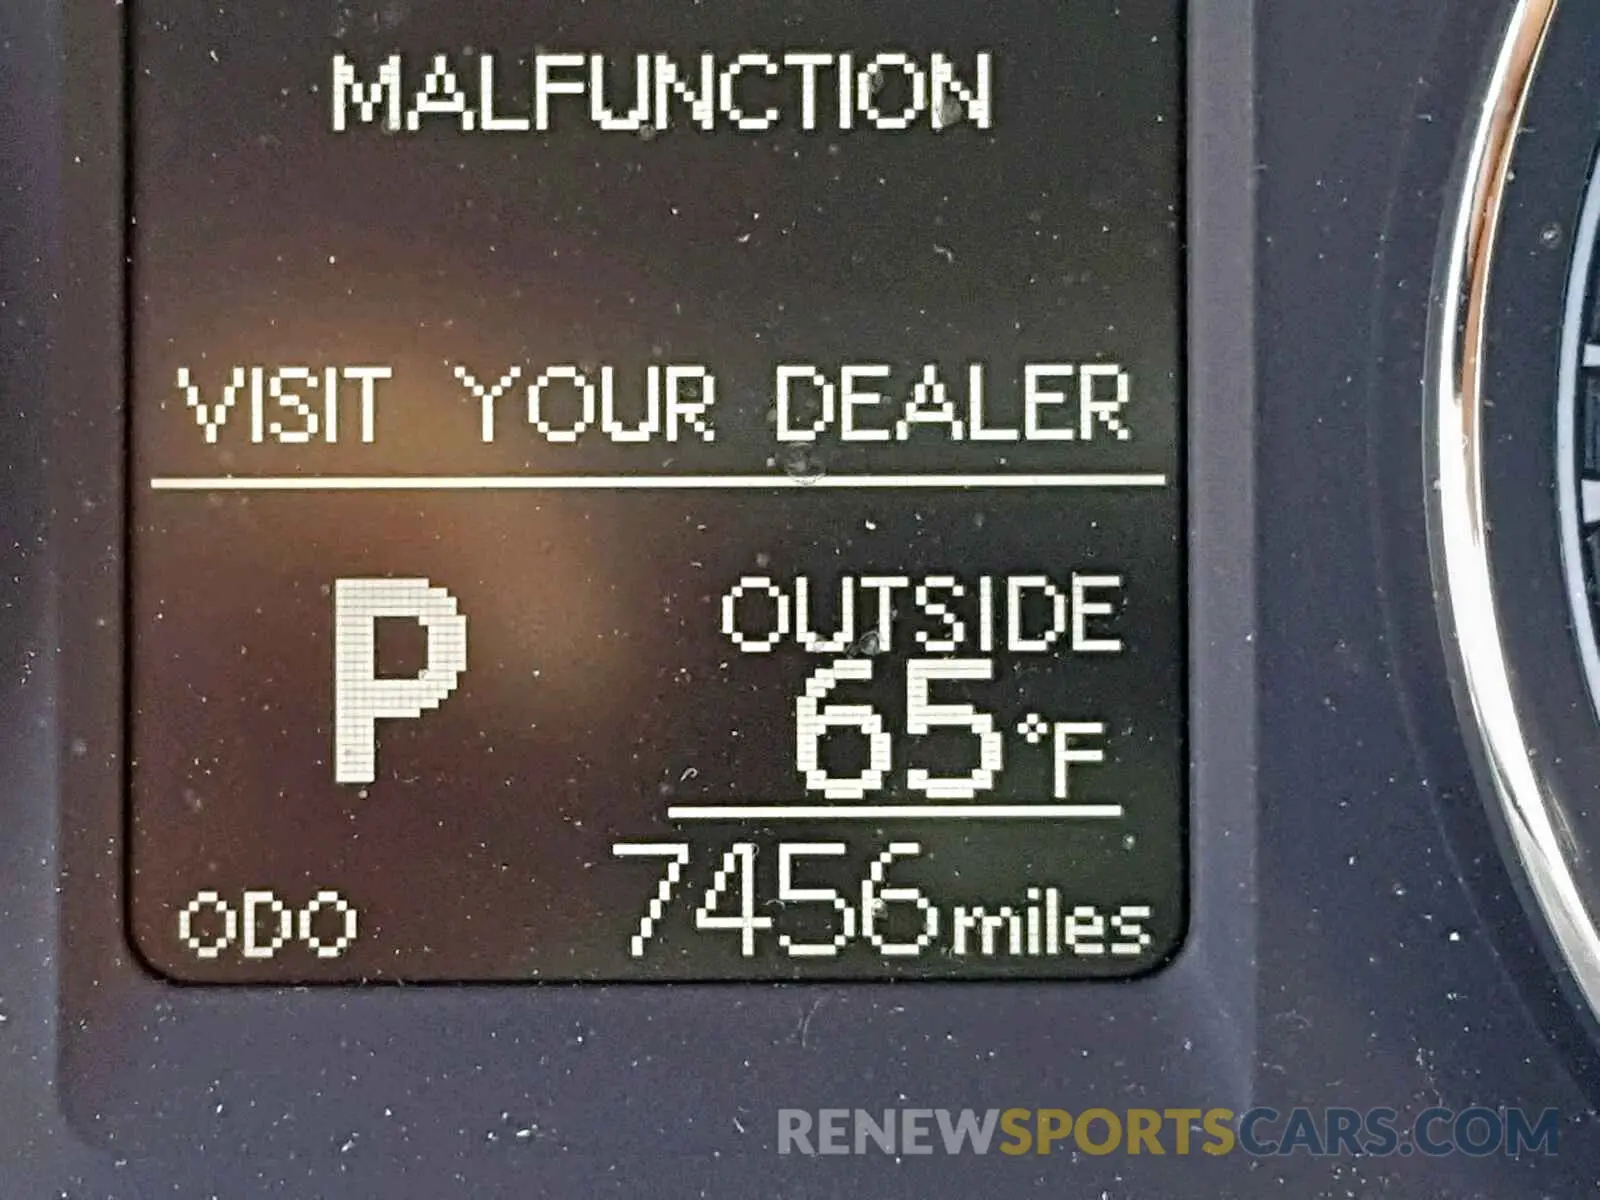 MALFUNCTION
VISIT YOUR DEALER
P
OUTSIDE
65°F
ODO 7456miles
RENEWSPORTSCARS.COM